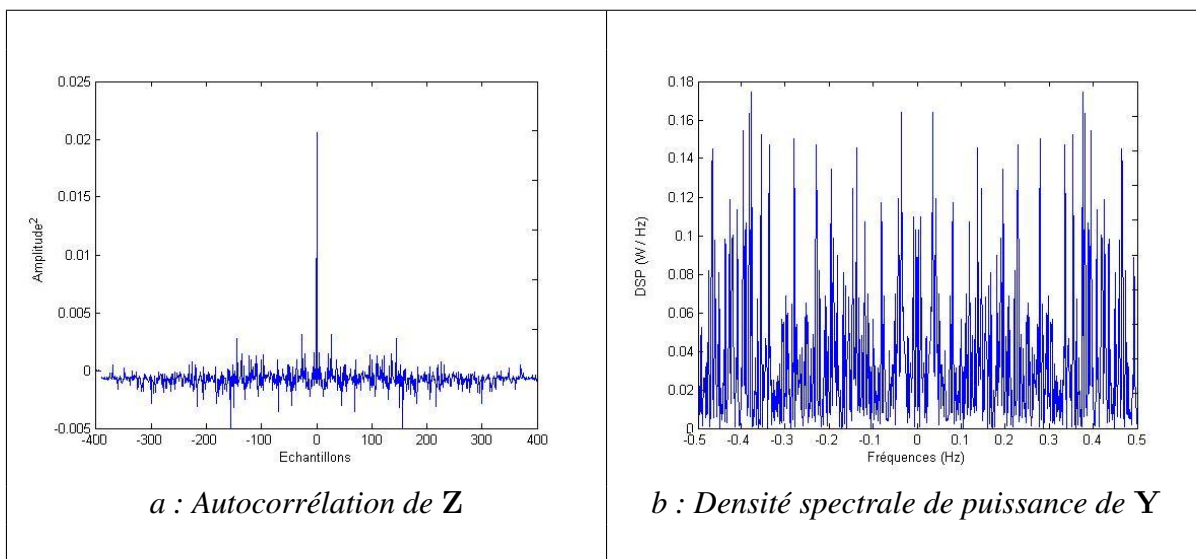 0.025
0.02
0.015
0.01
0.005
0
-0.005
Amplitude²
-400 -300 -200 -100 0 100 200 300 400
Echantillons
a : Autocorrélation de Z
0.18
0.16
0.14
0.12
0.1
0.08
0.06
0.04
0.02
0
DSP (W / Hz)
-0.5 -0.4 -0.3 -0.2 -0.1 0 0.1 0.2 0.3 0.4 0.5
Fréquences (Hz)
b : Densité spectrale de puissance de Y